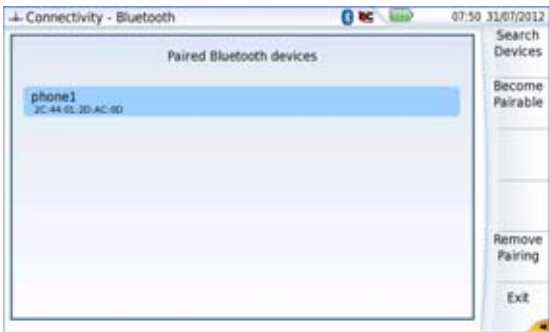 Connectivity - Bluetooth
07:50 31/07/2012
Paired Bluetooth devices
phone1
2C:44:01:2D:AC:0D
Search
Devices
Become
Pairable
Remove
Pairing
Exit